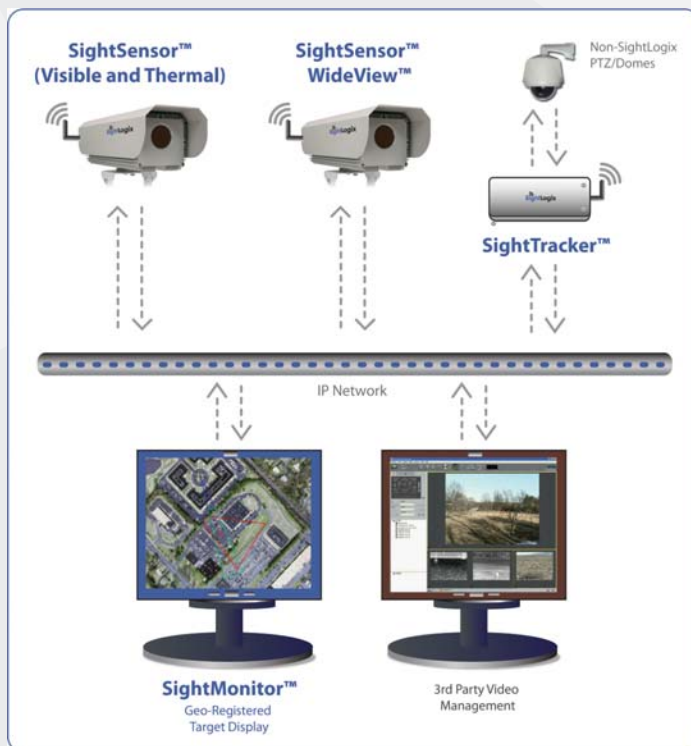 SightSensor™
(Visible and Thermal)
SightSensor™
WideView™
Non-SightLogix
PTZ/Domes
SightLogix
SightLogix
SightLogix
SightTracker™
IP Network
SightMonitor™
Geo-Registered
Target Display
3rd Party Video
Management